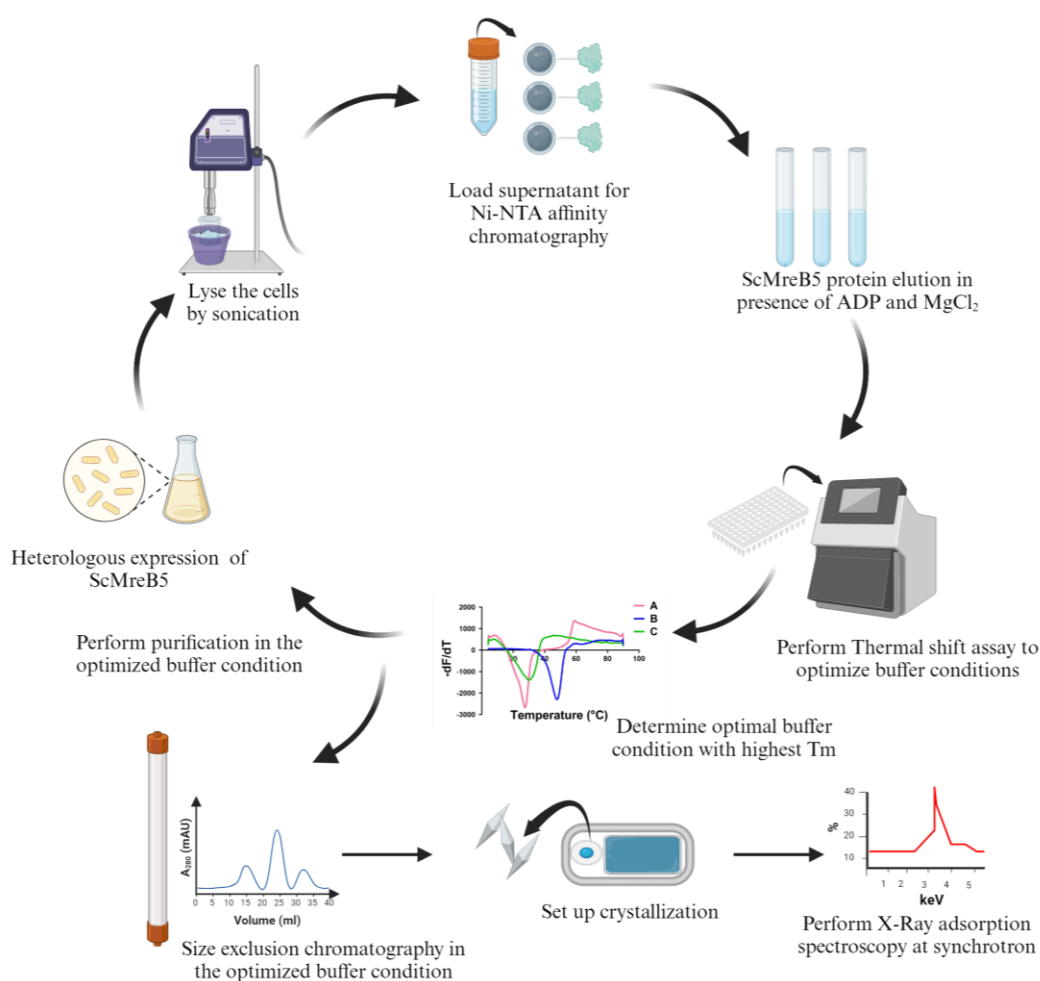 Lyse the cells
by sonication
Load supernatant for
Ni-NTA affinity
chromatography
ScMreB5 protein elution in
presence of ADP and MgCl₂
Perform Thermal shift assay to
optimize buffer conditions
2000
1000
0
-1000
-2000
-3000
-dF/dT
20
40
60
80
100
Temperature (°C)
A
B
C
Determine optimal buffer
condition with highest Tm
Heterologous expression of
ScMreB5
Perform purification in the
optimized buffer condition
A₂₈₀ (mAU)
0 5 10 15 20 25 30 35 40
Volume (ml)
Size exclusion chromatography in
the optimized buffer condition
Set up crystallization
40
30
20
10
%
1 2 3 4 5
keV
Perform X-Ray adsorption
spectroscopy at synchrotron